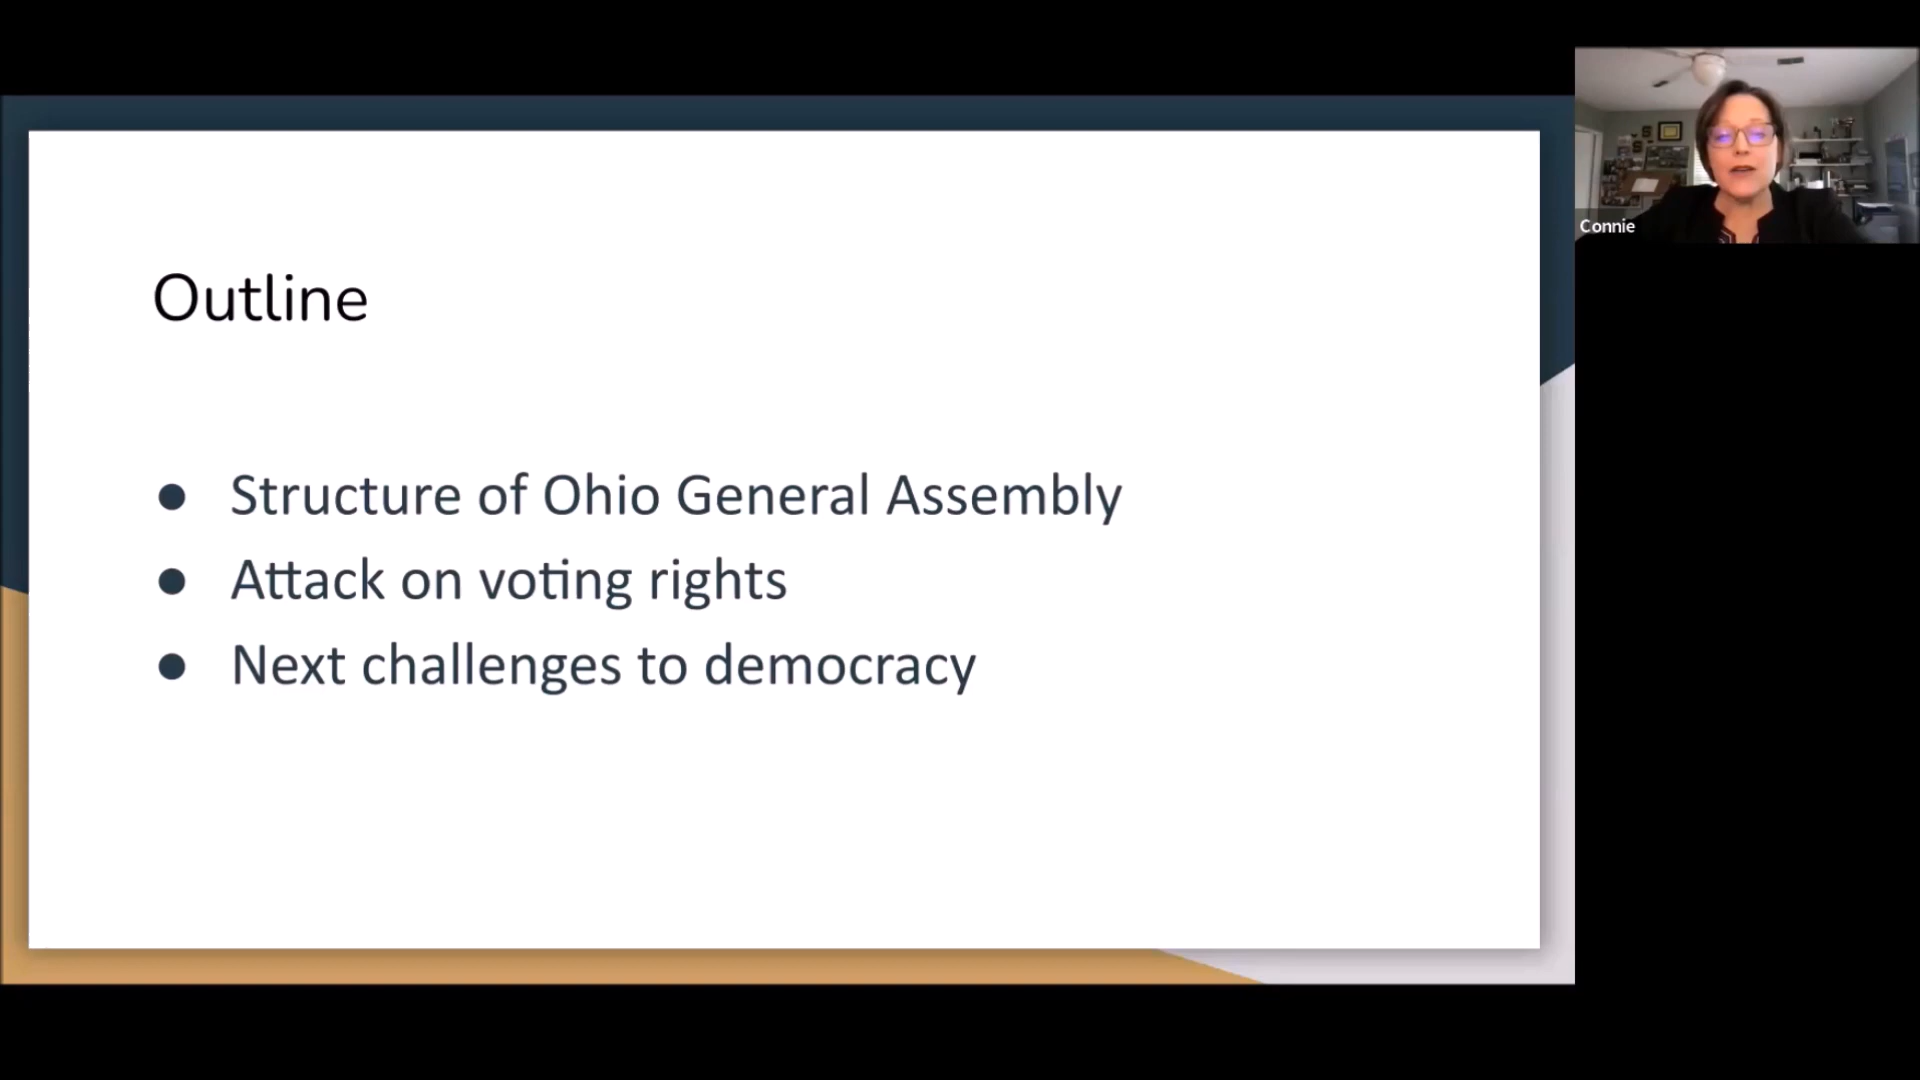 Outline
● Structure of Ohio General Assembly
● Attack on voting rights
● Next challenges to democracy
Connie